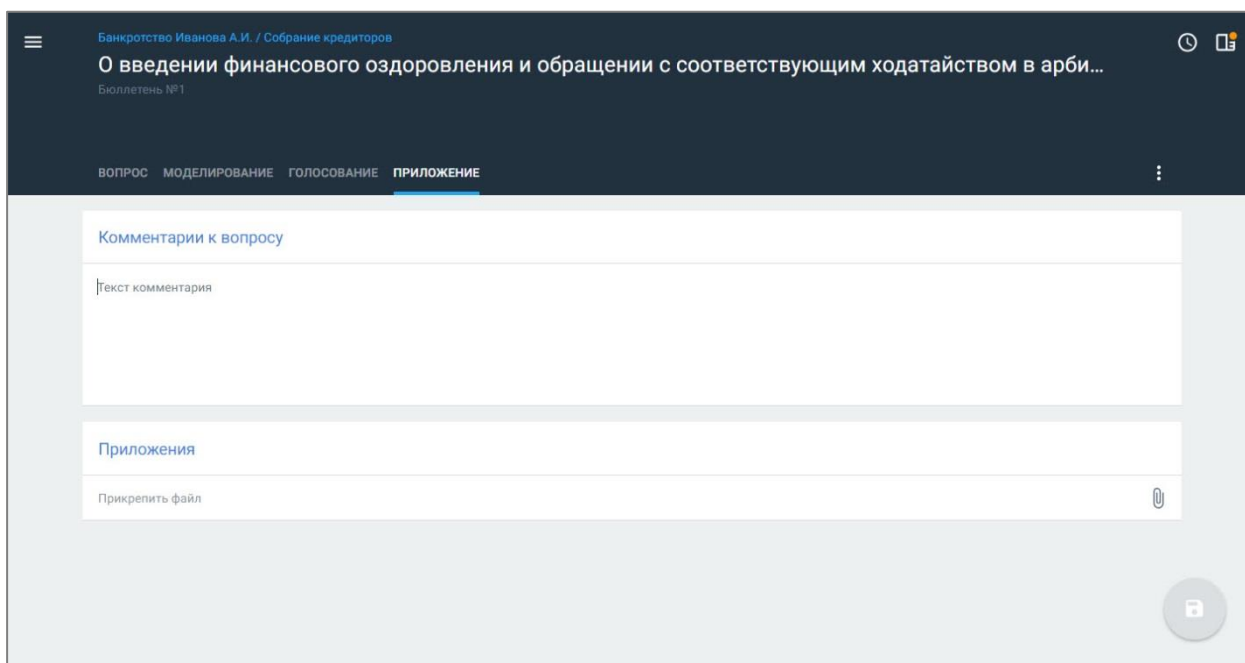 Банкротство Иванова А.И. / Собрание кредиторов
О введении финансового оздоровления и обращении с соответствующим ходатайством в арби...
Бюллетень №1
ВОПРОС МОДЕЛИРОВАНИЕ ГОЛОСОВАНИЕ ПРИЛОЖЕНИЕ
Комментарии к вопросу
Текст комментария
Приложения
Прикрепить файл